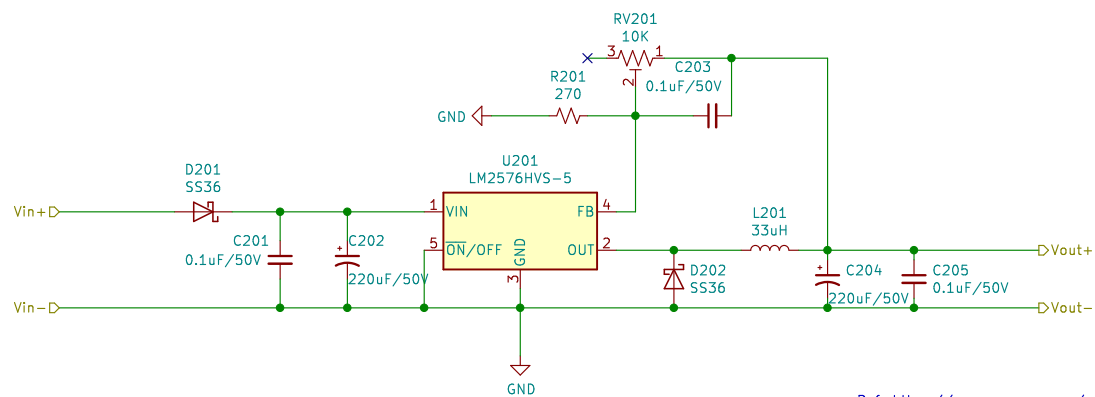 RV201
10K
3
1
2
C203
0.1uF/50V
R201
270
GND
U201
LM2576HVS-5
D201
SS36
Vin+
1
VIN
FB
4
L201
33uH
C201
0.1uF/50V
C202
220uF/50V
5
ON/OFF
GND
OUT
2
3
D202
SS36
C204
220uF/50V
C205
0.1uF/50V
Vout+
Vin-
Vout-
GND